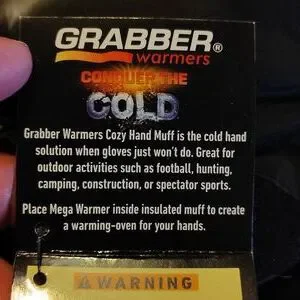 GRABBER®
warmers
CONQUER THE
COLD
Grabber Warmers Cozy Hand Muff is the cold hand
solution when gloves just won't do. Great for
outdoor activities such as football, hunting,
camping, construction, or spectator sports.
Place Mega Warmer inside insulated muff to create
a warming-oven for your hands.
WARNING